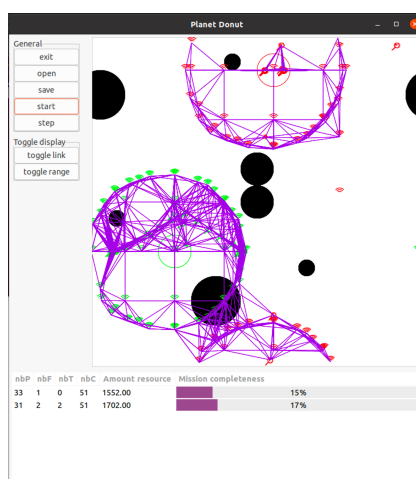 Planet Donut
General
exit
open
save
start
step
Toggle display
toggle link
toggle range
nbP nbF nbT nbC Amount resource Mission completeness
33 1 0 51 1552.00 15%
31 2 2 51 1702.00 17%